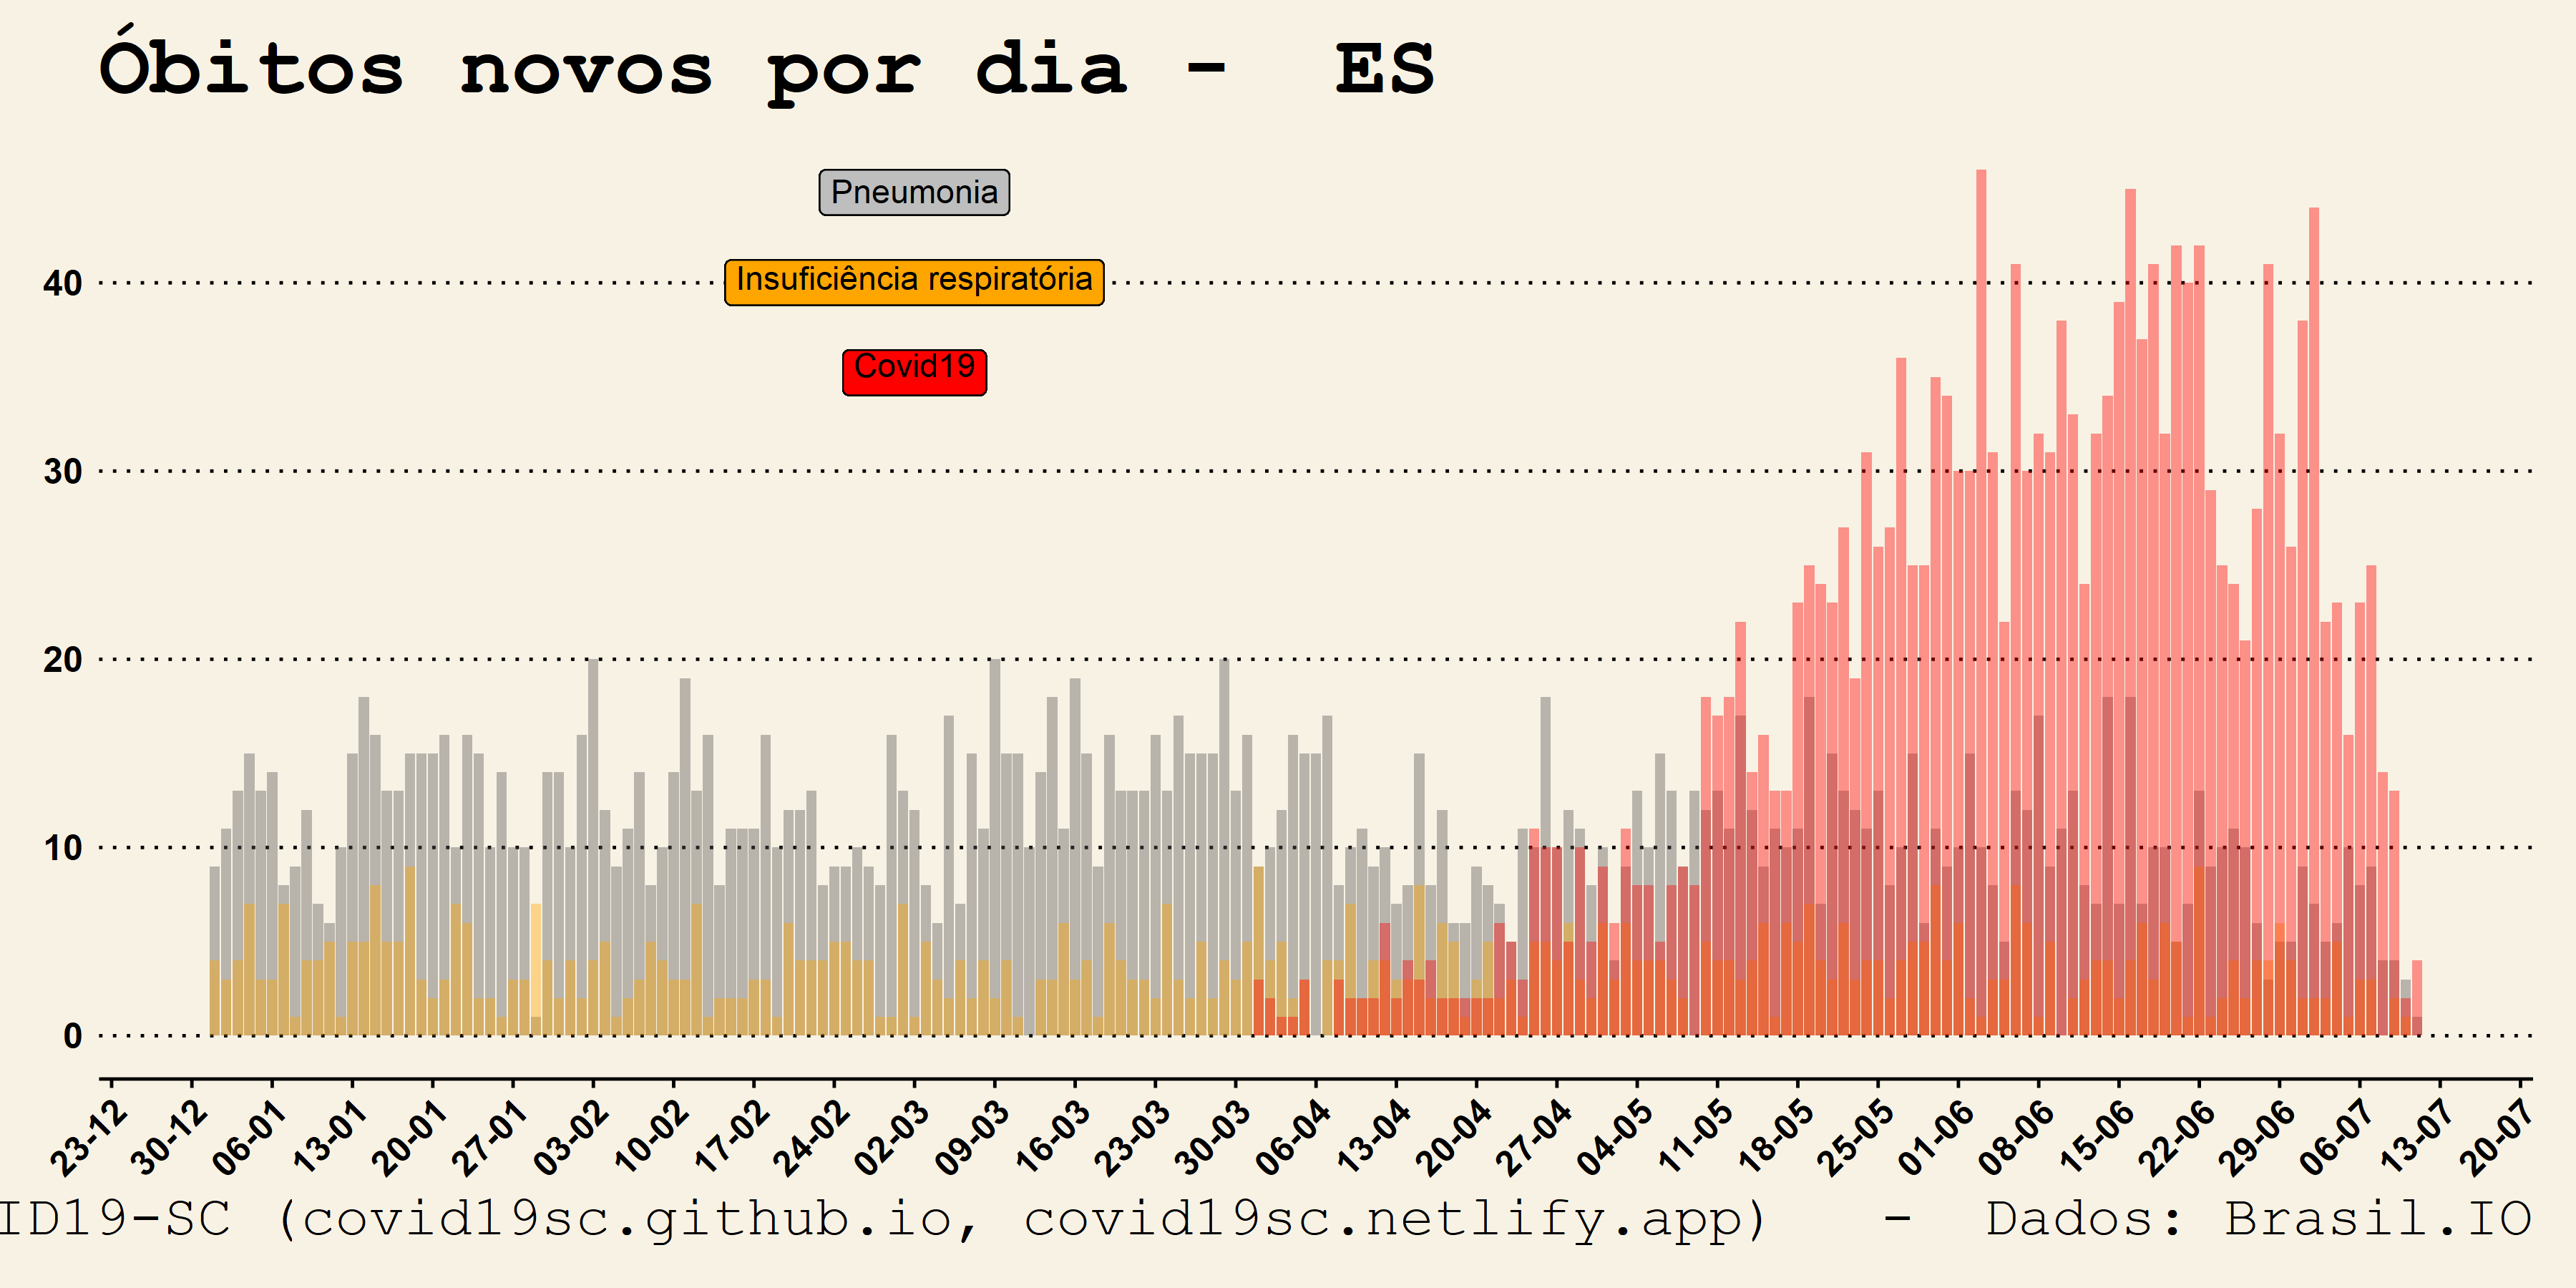 Óbitos novos por dia - ES
Pneumonia
Insuficiência respiratória
Covid19
40
30
20
10
0
23-12 30-12 06-01 13-01 20-01 27-01 03-02 10-02 17-02 24-02 02-03 09-03 16-03 23-03 30-03 06-04 13-04 20-04 27-04 04-05 11-05 18-05 25-05 01-06 08-06 15-06 22-06 29-06 06-07 13-07 20-07
ID19-SC (covid19sc.github.io, covid19sc.netlify.app) - Dados: Brasil.IO